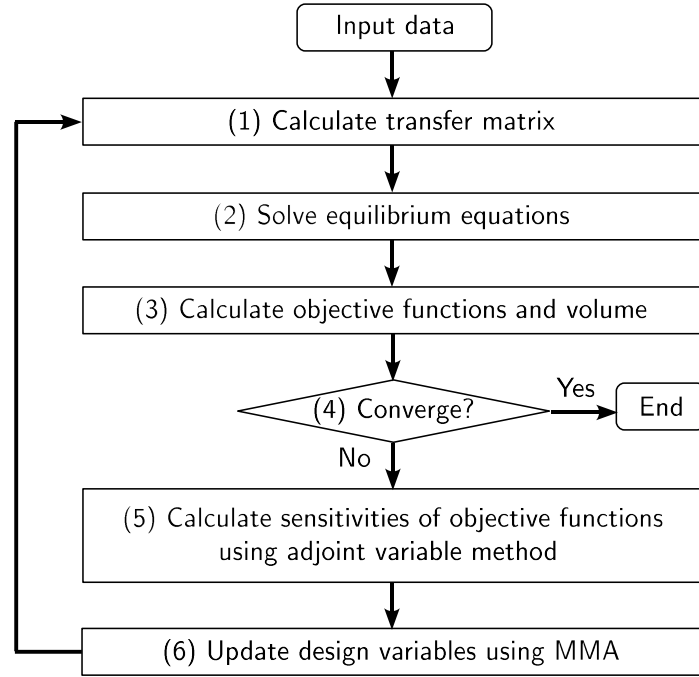 Input data
(1) Calculate transfer matrix
(2) Solve equilibrium equations
(3) Calculate objective functions and volume
(4) Converge?
Yes
End
No
(5) Calculate sensitivities of objective functions
using adjoint variable method
(6) Update design variables using MMA